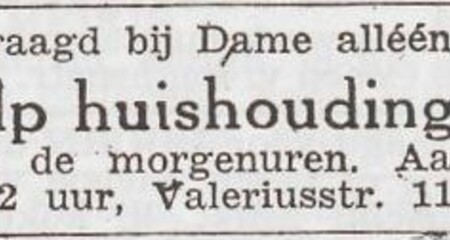 raagd bij Dame alléén
lp huishouding
de morgenuren. Aa
2 uur, Valeriusstr. 11